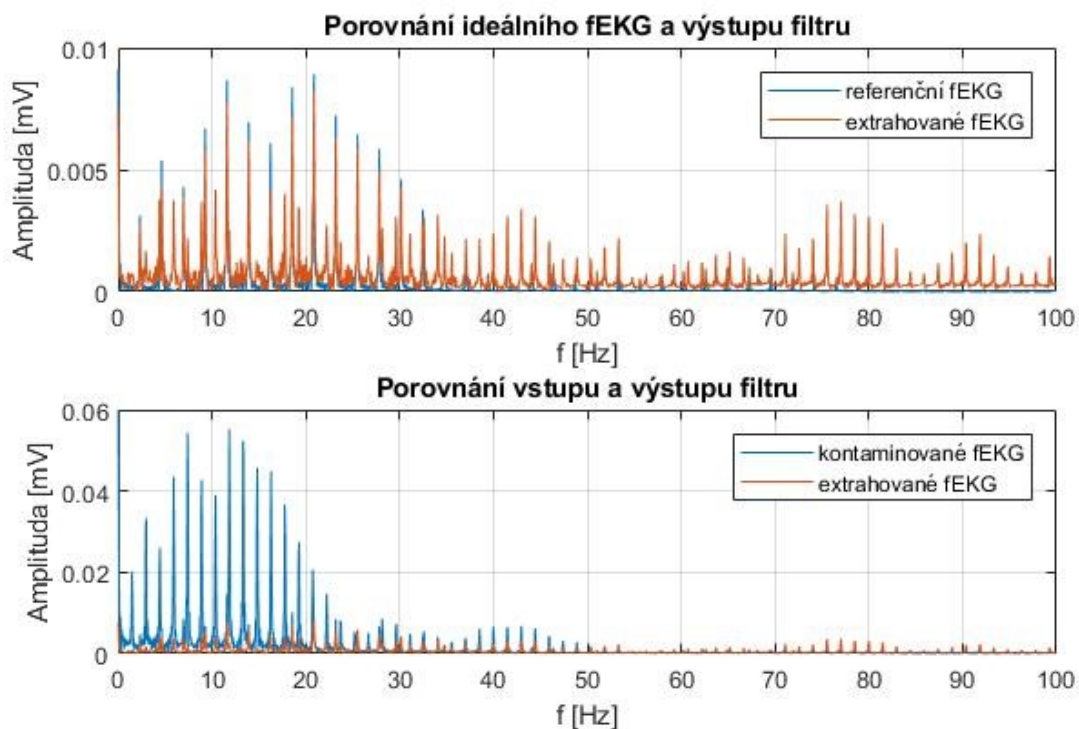 Porovnání ideálního fEKG a výstupu filtru
Amplituda [mV]
0.01
0.005
0
referenční fEKG
extrahované fEKG
0 10 20 30 40 50 60 70 80 90 100
f [Hz]
Porovnání vstupu a výstupu filtru
Amplituda [mV]
0.06
0.04
0.02
0
kontaminované fEKG
extrahované fEKG
0 10 20 30 40 50 60 70 80 90 100
f [Hz]